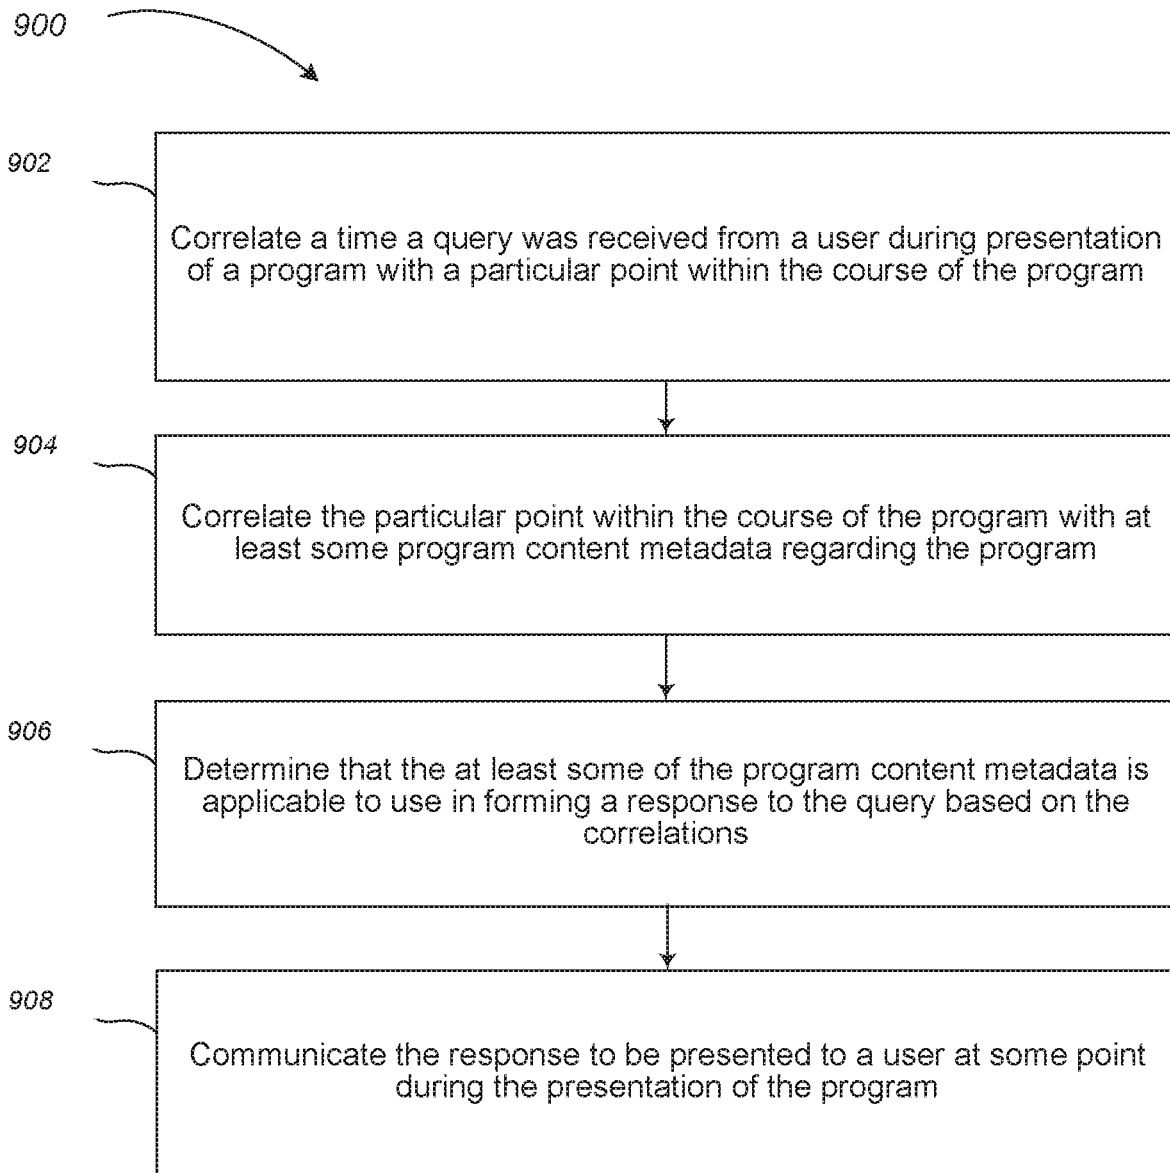 900
902
Correlate a time a query was received from a user during presentation
of a program with a particular point within the course of the program
904
Correlate the particular point within the course of the program with at
least some program content metadata regarding the program
906
Determine that the at least some of the program content metadata is
applicable to use in forming a response to the query based on the
correlations
908
Communicate the response to be presented to a user at some point
during the presentation of the program